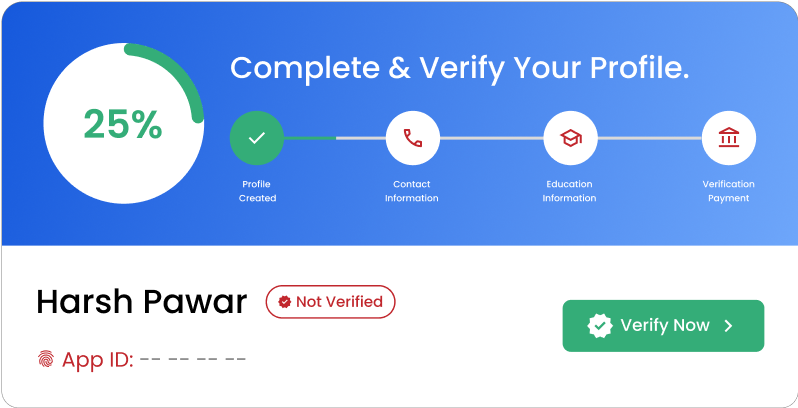 Complete & Verify Your Profile.
25%
Profile
Created
Contact
Information
Education
Information
Verification
Payment
Harsh Pawar
Not Verified
App ID: -- -- -- --
Verify Now